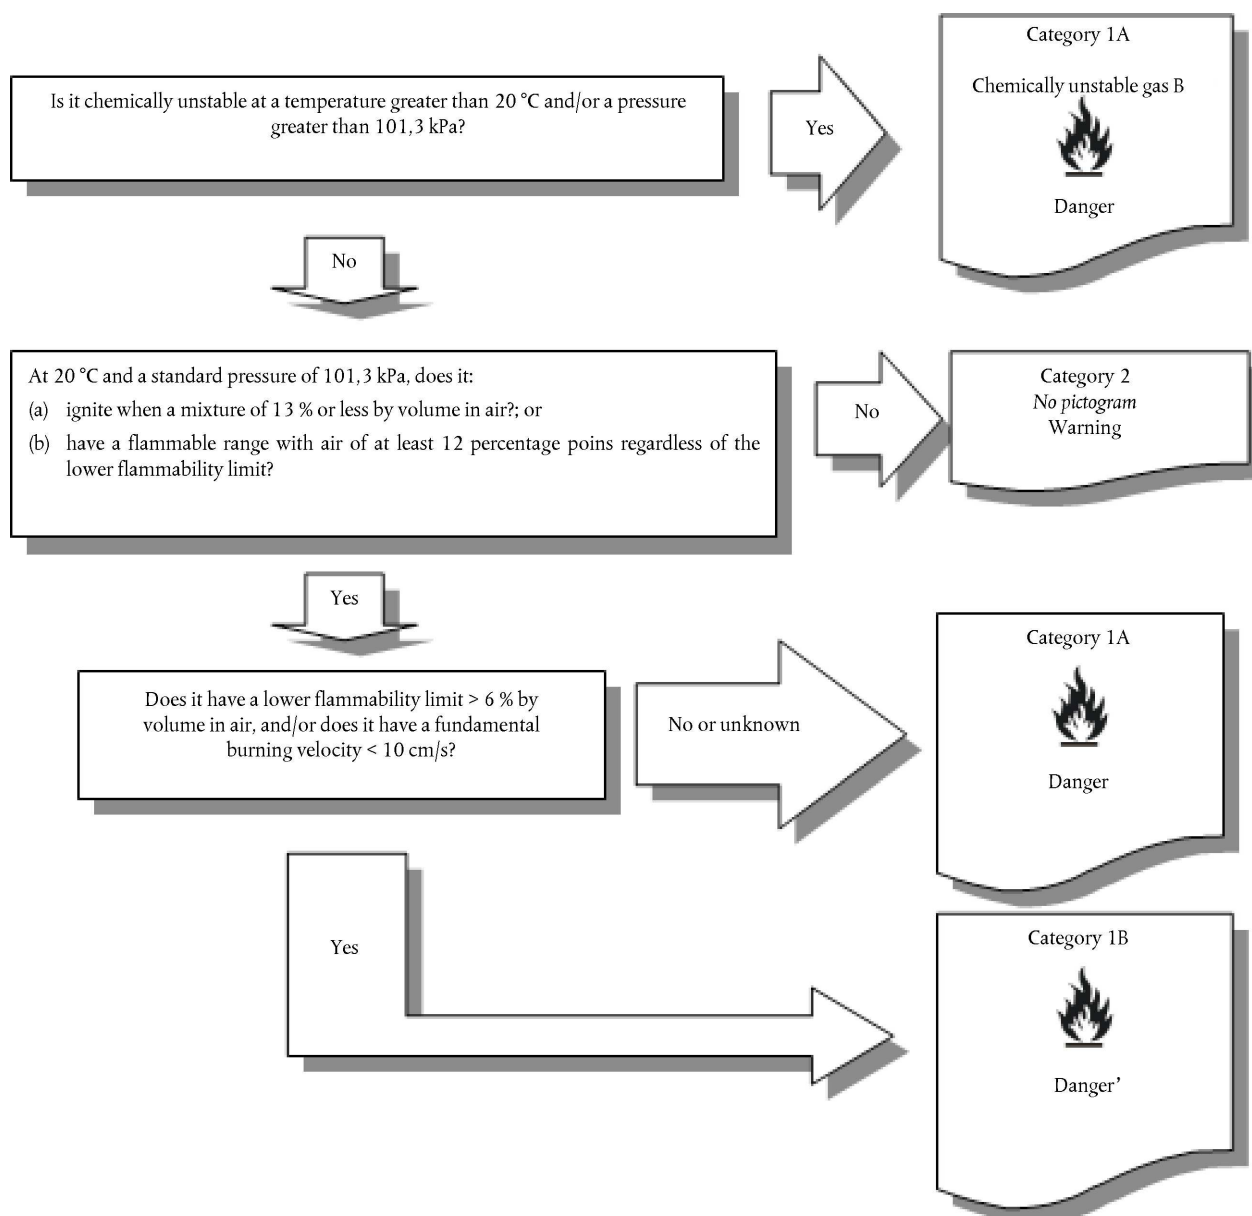 Category 1A
Chemically unstable gas B
Danger
Is it chemically unstable at a temperature greater than 20 °C and/or a pressure
greater than 101,3 kPa?
Yes
No
At 20 °C and a standard pressure of 101,3 kPa, does it:
(a) ignite when a mixture of 13 % or less by volume in air?; or
(b) have a flammable range with air of at least 12 percentage poins regardless of the
lower flammability limit?
No
Category 2
No pictogram
Warning
Yes
Does it have a lower flammability limit > 6 % by
volume in air, and/or does it have a fundamental
burning velocity < 10 cm/s?
No or unknown
Category 1A
Danger
Yes
Category 1B
Danger’